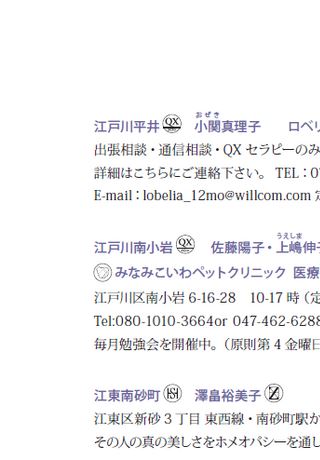 江戸川平井 QX 小関真理子 おぜき ロベリ
出張相談・通信相談・QX セラピーのみ
詳細はこちらにご連絡下さい。 TEL：0
E-mail：lobelia_12mo@willcom.com 定
江戸川南小岩 QX 佐藤陽子・上嶋伸子 うえしま
みなみこいわペットクリニック 医療
江戸川区南小岩 6-16-28 10-17 時（定
Tel:080-1010-3664or 047-462-6288
毎月勉強会を開催中。（原則第 4 金曜日
江東南砂町 澤畠裕美子
江東区新砂 3 丁目 東西線・南砂町駅か
その人の真の美しさをホメオパシーを通し